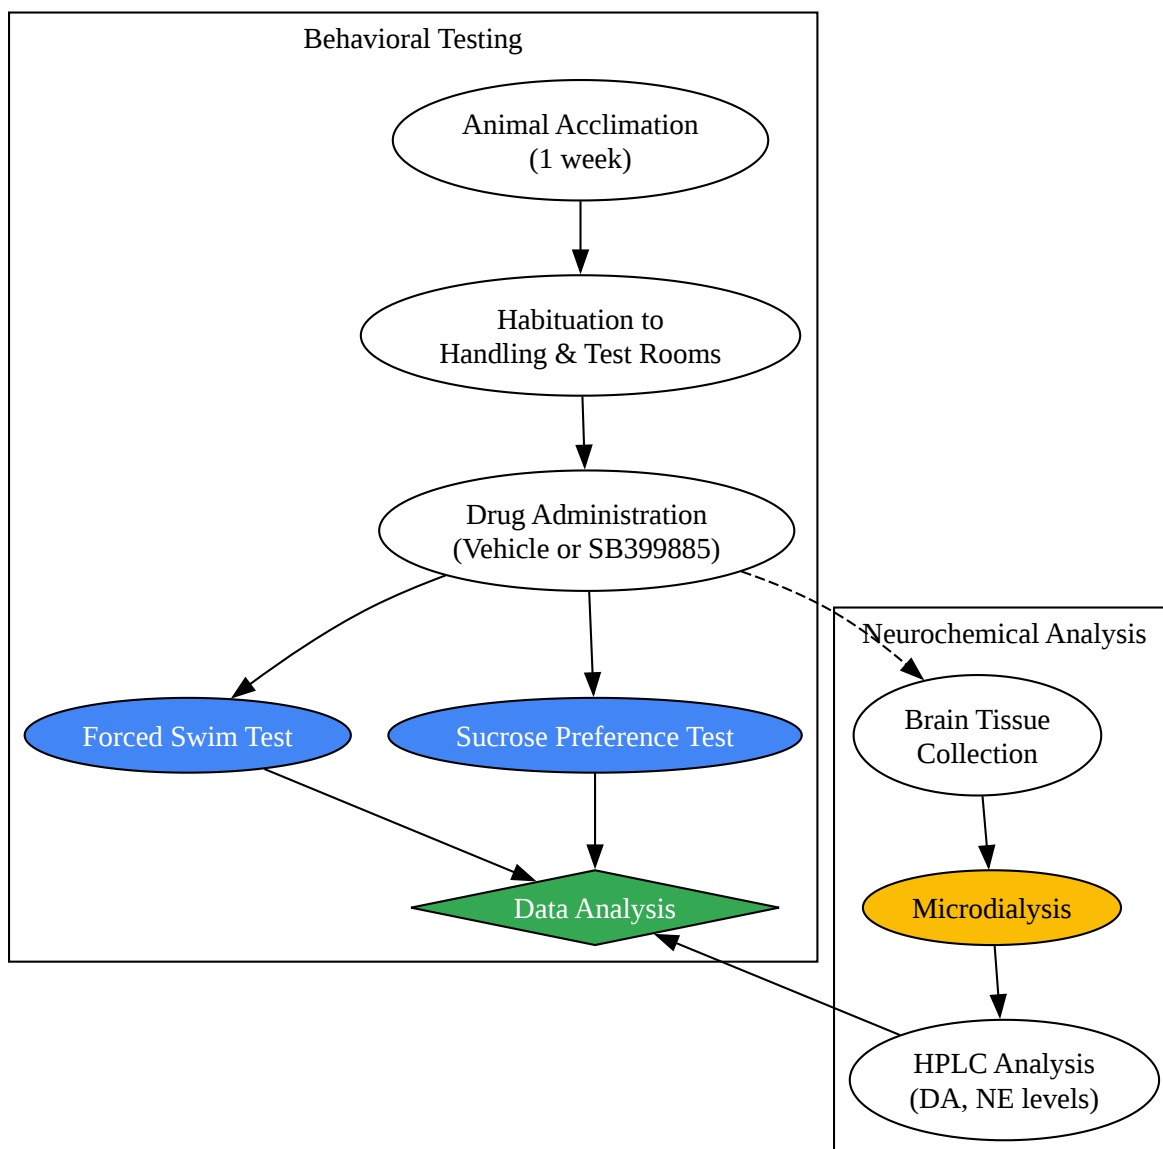 Behavioral Testing
Animal Acclimation
(1 week)
Habituation to
Handling & Test Rooms
Drug Administration
(Vehicle or SB399885)
Neurochemical Analysis
Forced Swim Test
Sucrose Preference Test
Brain Tissue
Collection
Data Analysis
Microdialysis
HPLC Analysis
(DA, NE levels)